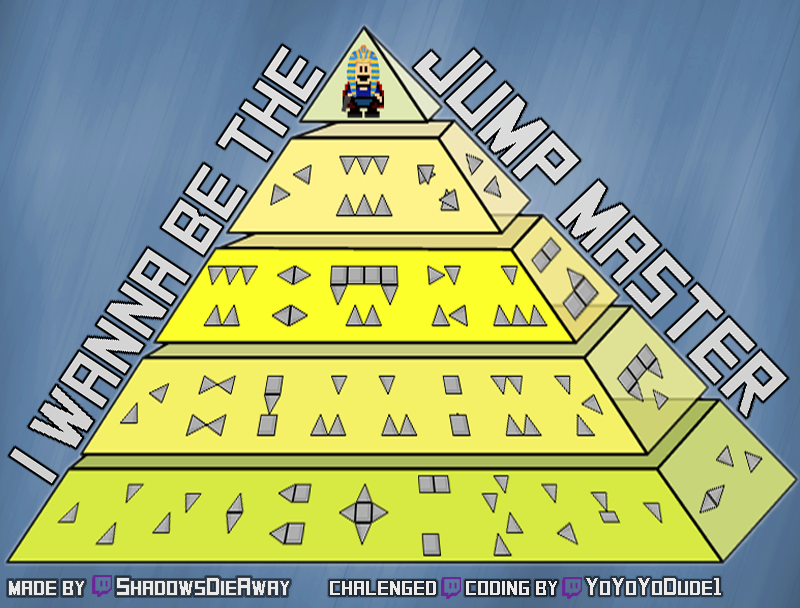 I WANNA BE THE
JUMP MASTER
MADE BY SHADOWSDIEAWAY
CHALENGED CODING BY YOYOYODUDE1